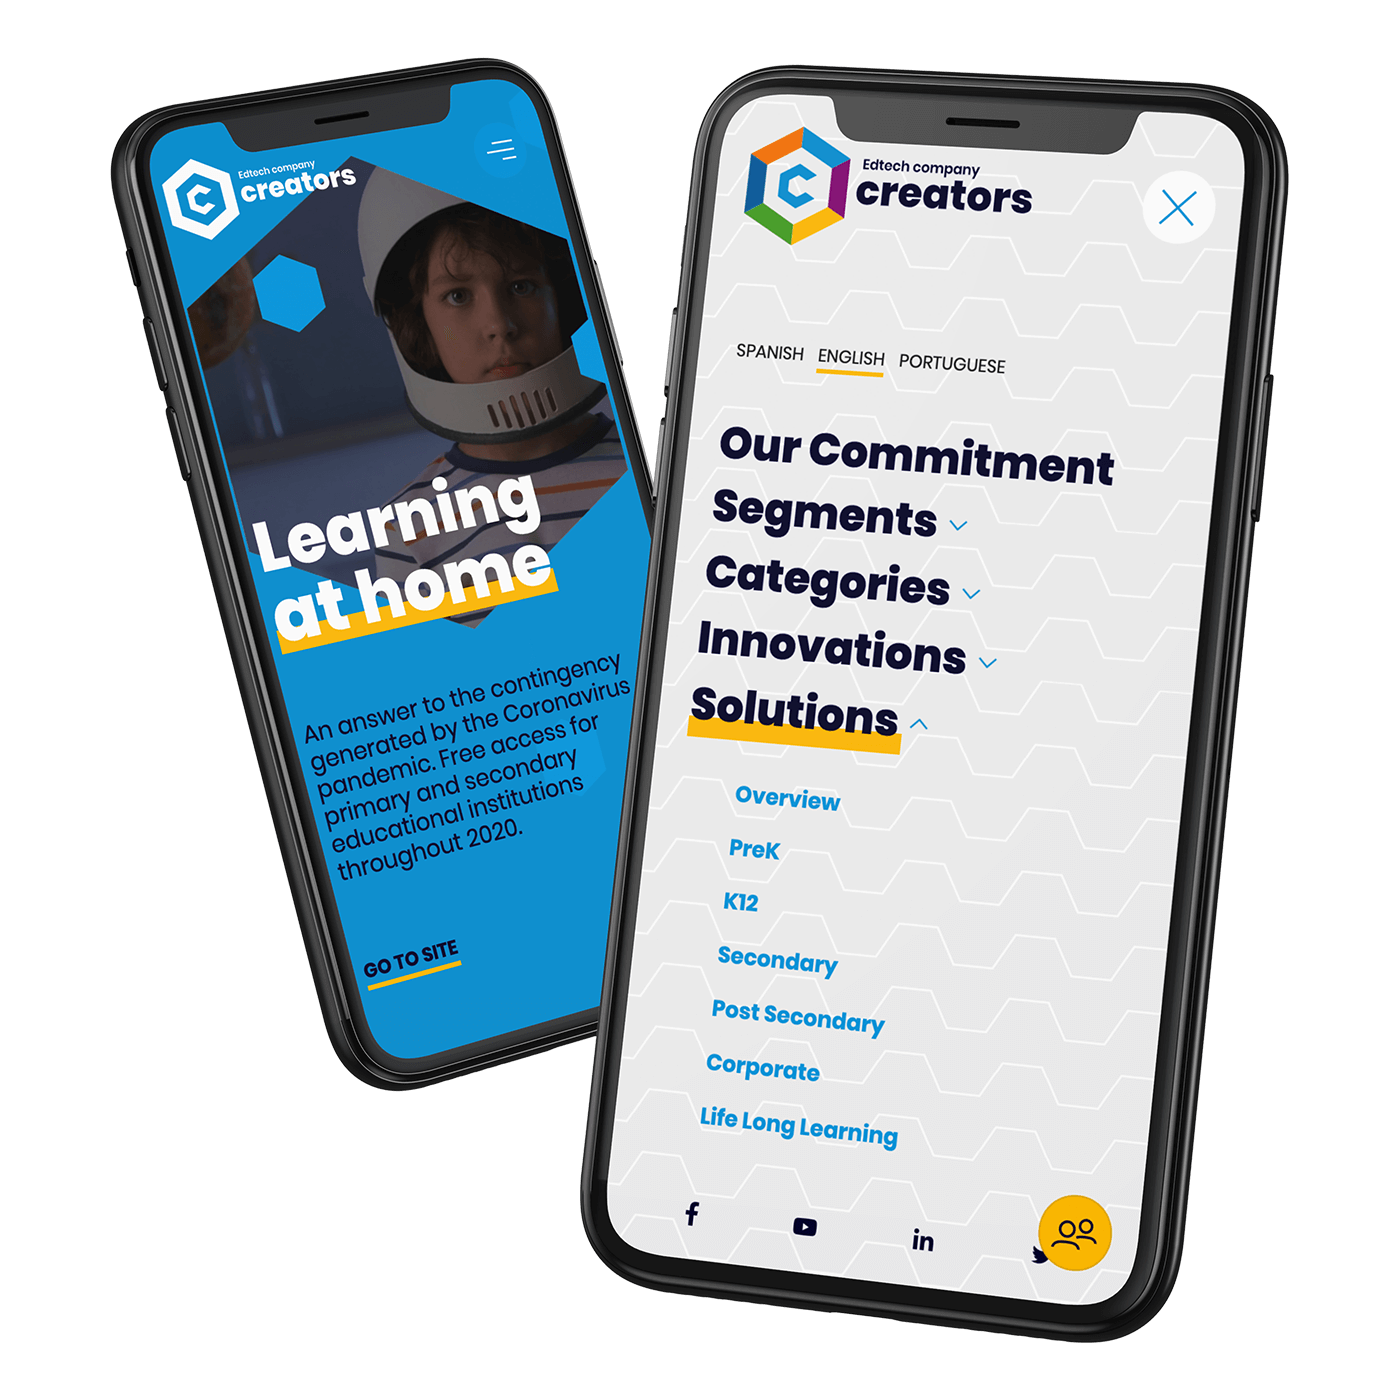 Edtech company
creators
Learning
at home
An answer to the contingency
generated by the Coronavirus
pandemic. Free access for
primary and secondary
educational institutions
throughout 2020.
GO TO SITE
Edtech company
creators
SPANISH ENGLISH PORTUGUESE
Our Commitment
Segments
Categories
Innovations
Solutions
Overview
PreK
K12
Secondary
Post Secondary
Corporate
Life Long Learning